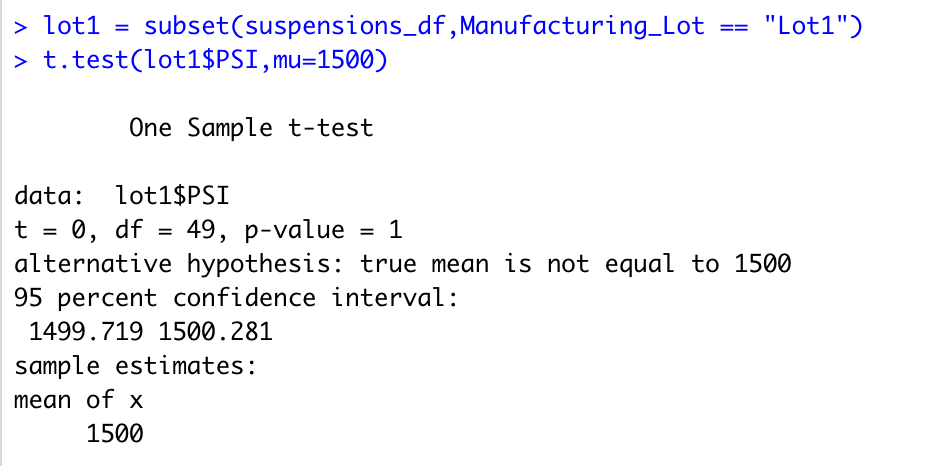 > lot1 = subset(suspensions_df,Manufacturing_Lot == "Lot1")
> t.test(lot1$PSI,mu=1500)
One Sample t-test
data:  lot1$PSI
t = 0, df = 49, p-value = 1
alternative hypothesis: true mean is not equal to 1500
95 percent confidence interval:
 1499.719 1500.281
sample estimates:
mean of x
     1500